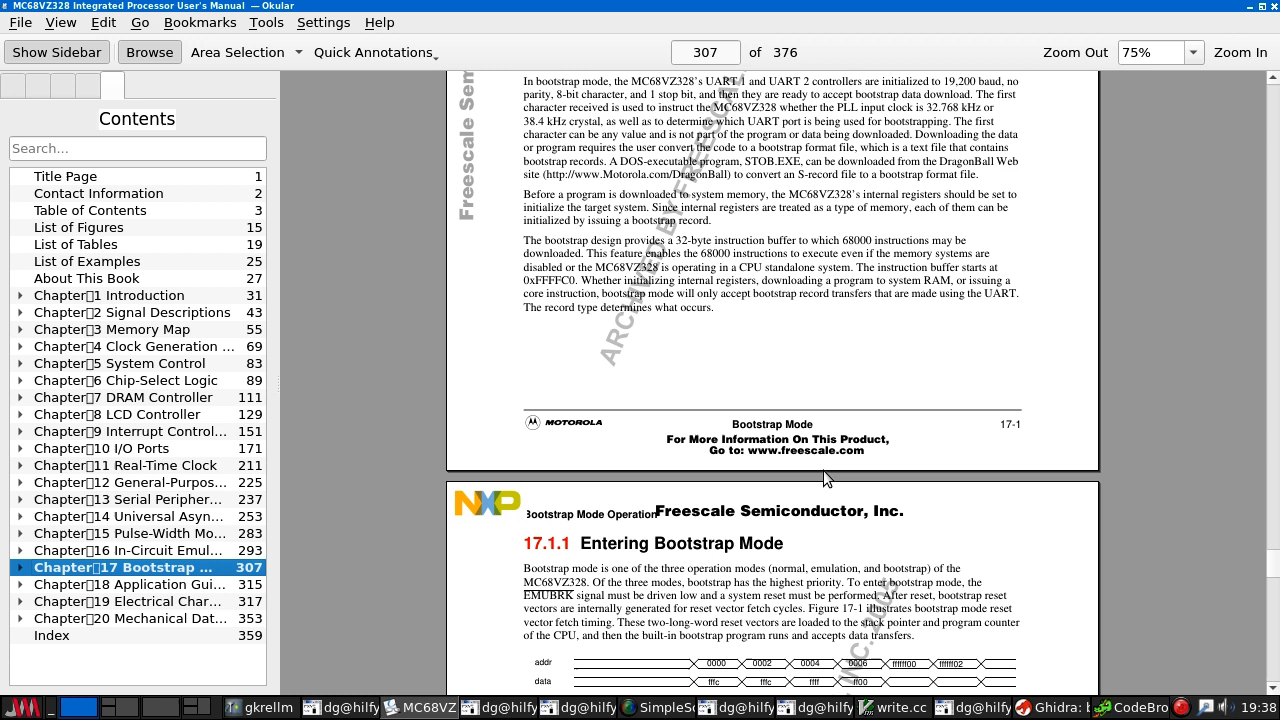 MC68VZ328 Integrated Processor User's Manual — Okular
File View Edit Go Bookmarks Tools Settings Help
Show Sidebar Browse Area Selection Quick Annotations 307 of 376 Zoom Out 75% Zoom In
Contents
Search...
Title Page 1
Contact Information 2
Table of Contents 3
List of Figures 15
List of Tables 19
List of Examples 25
About This Book 27
Chapter 1 Introduction 31
Chapter 2 Signal Descriptions 43
Chapter 3 Memory Map 55
Chapter 4 Clock Generation ... 69
Chapter 5 System Control 83
Chapter 6 Chip-Select Logic 89
Chapter 7 DRAM Controller 111
Chapter 8 LCD Controller 129
Chapter 9 Interrupt Control... 151
Chapter 10 I/O Ports 171
Chapter 11 Real-Time Clock 211
Chapter 12 General-Purpos... 225
Chapter 13 Serial Peripher... 237
Chapter 14 Universal Asyn... 253
Chapter 15 Pulse-Width Mo... 283
Chapter 16 In-Circuit Emul... 293
Chapter 17 Bootstrap ... 307
Chapter 18 Application Gui... 315
Chapter 19 Electrical Char... 317
Chapter 20 Mechanical Dat... 353
Index 359
Freescale Sem
ARCHIVED BY FREESCAL
In bootstrap mode, the MC68VZ328's UART 1 and UART 2 controllers are initialized to 19,200 baud, no
parity, 8-bit character, and 1 stop bit, and then they are ready to accept bootstrap data download. The first
character received is used to instruct the MC68VZ328 whether the PLL input clock is 32.768 kHz or
38.4 kHz crystal, as well as to determine which UART port is being used for bootstrapping. The first
character can be any value and is not part of the program or data being downloaded. Downloading the data
or program requires the user convert the code to a bootstrap format file, which is a text file that contains
bootstrap records. A DOS-executable program, STOB.EXE, can be downloaded from the DragonBall Web
site (http://www.Motorola.com/DragonBall) to convert an S-record file to a bootstrap format file.
Before a program is downloaded to system memory, the MC68VZ328's internal registers should be set to
initialize the target system. Since internal registers are treated as a type of memory, each of them can be
initialized by issuing a bootstrap record.
The bootstrap design provides a 32-byte instruction buffer to which 68000 instructions may be
downloaded. This feature enables the 68000 instructions to execute even if the memory systems are
disabled or the MC68VZ328 is operating in a CPU standalone system. The instruction buffer starts at
0xFFFFC0. Whether initializing internal registers, downloading a program to system RAM, or issuing a
core instruction, bootstrap mode will only accept bootstrap record transfers that are made using the UART.
The record type determines what occurs.
MOTOROLA Bootstrap Mode 17-1
For More Information On This Product,
Go to: www.freescale.com
NXP Bootstrap Mode Operation Freescale Semiconductor, Inc.
17.1.1 Entering Bootstrap Mode
Bootstrap mode is one of the three operation modes (normal, emulation, and bootstrap) of the
MC68VZ328. Of the three modes, bootstrap has the highest priority. To enter bootstrap mode, the
EMUBRK signal must be driven low and a system reset must be performed. After reset, bootstrap reset
vectors are internally generated for reset vector fetch cycles. Figure 17-1 illustrates bootstrap mode reset
vector fetch timing. These two-long-word reset vectors are loaded to the stack pointer and program counter
of the CPU, and then the built-in bootstrap program runs and accepts data transfers.
INC. 2005
addr 0000 0002 0004 0006 ffffff00 ffffff02
data fffc fffc ffff ff00
gkrellm dg@hilfy MC68VZ dg@hilfy dg@hilfy SimpleSc dg@hilfy dg@hilfy write.cc dg@hilfy Ghidra: b CodeBro 19:38